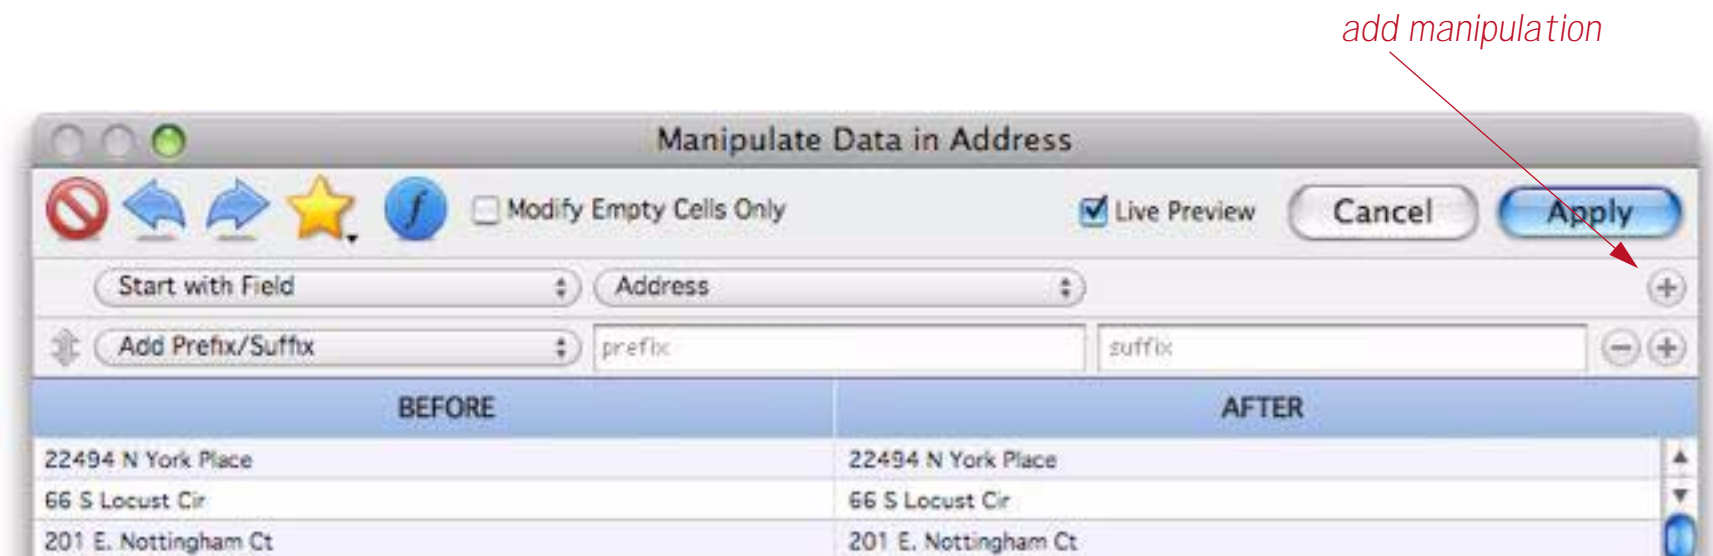 add manipulation
Manipulate Data in Address
f Modify Empty Cells Only Live Preview Cancel Apply
Start with Field Address
Add Prefix/Suffix prefix suffix
BEFORE AFTER
22494 N York Place 22494 N York Place
66 S Locust Cir 66 S Locust Cir
201 E. Nottingham Ct 201 E. Nottingham Ct